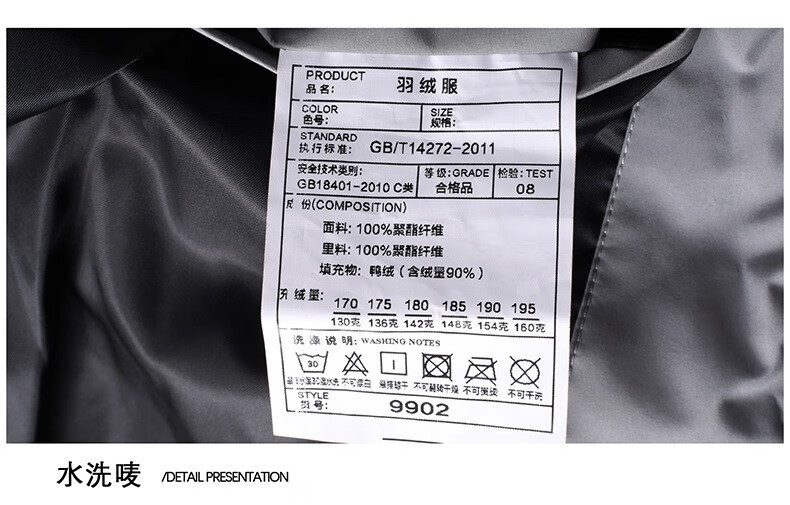 PRODUCT
品名: 羽绒服
COLOR SIZE
色号: 规格:
STANDARD
执行标准: GB/T14272-2011
安全技术类别: 等级:GRADE 检验:TEST
GB18401-2010 C类 合格品 08
成 份(COMPOSITION)
面料: 100%聚酯纤维
里料: 100%聚酯纤维
填充物: 鸭绒(含绒量90%)
充绒量: 170 175 180 185 190 195
130克 136克 142克 148克 154克 160克
洗涤说明: WASHING NOTES
30
不可漂白 悬挂晾干 不可翻转干燥 不可熨烫 不可干洗
STYLE
货号: 9902
水洗唛 /DETAIL PRESENTATION